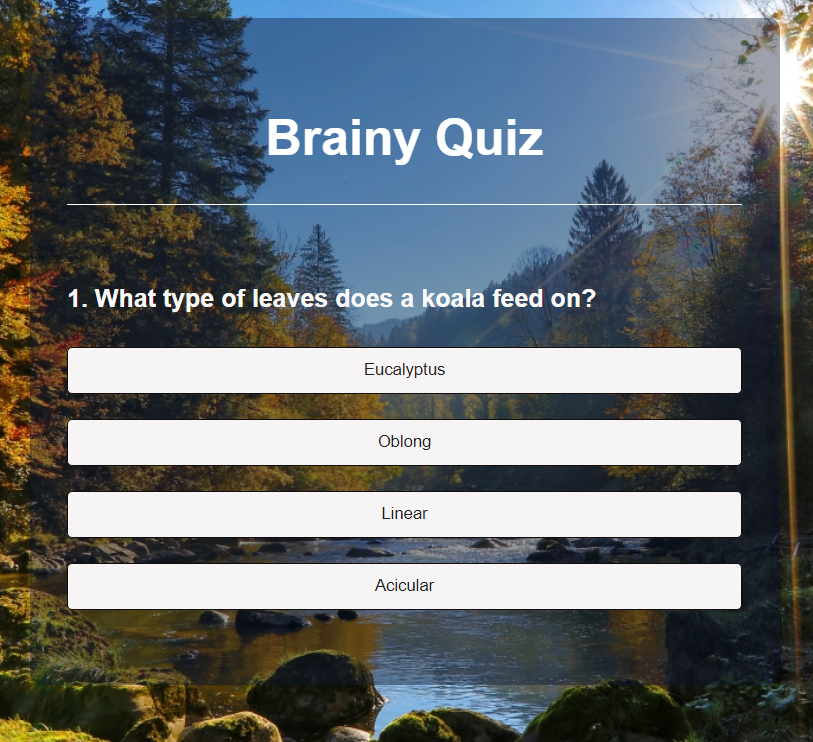 Brainy Quiz
1. What type of leaves does a koala feed on?
Eucalyptus
Oblong
Linear
Acicular